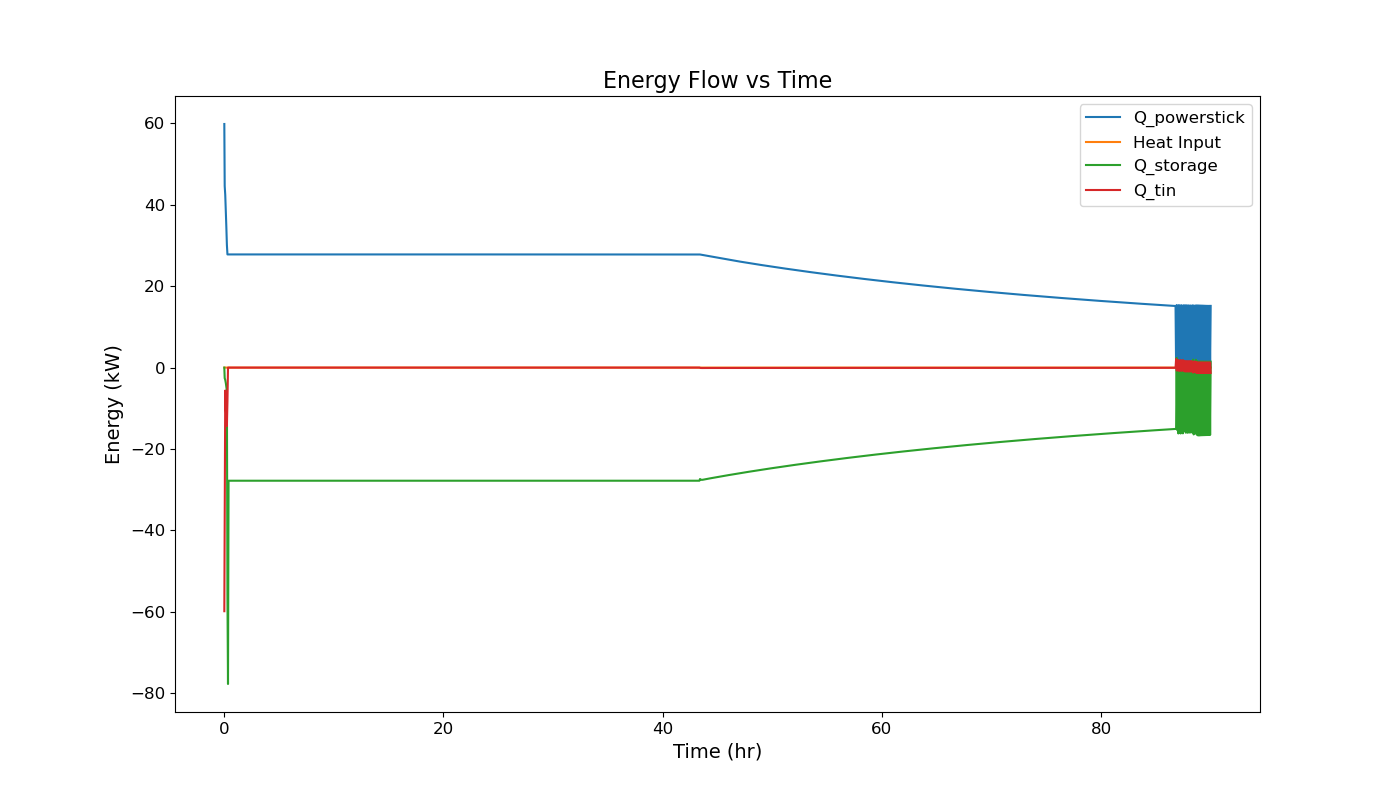 Energy Flow vs Time
Q_powerstick
Heat Input
Q_storage
Q_tin
Energy (kW)
60
40
20
0
−20
−40
−60
−80
0 20 40 60 80
Time (hr)